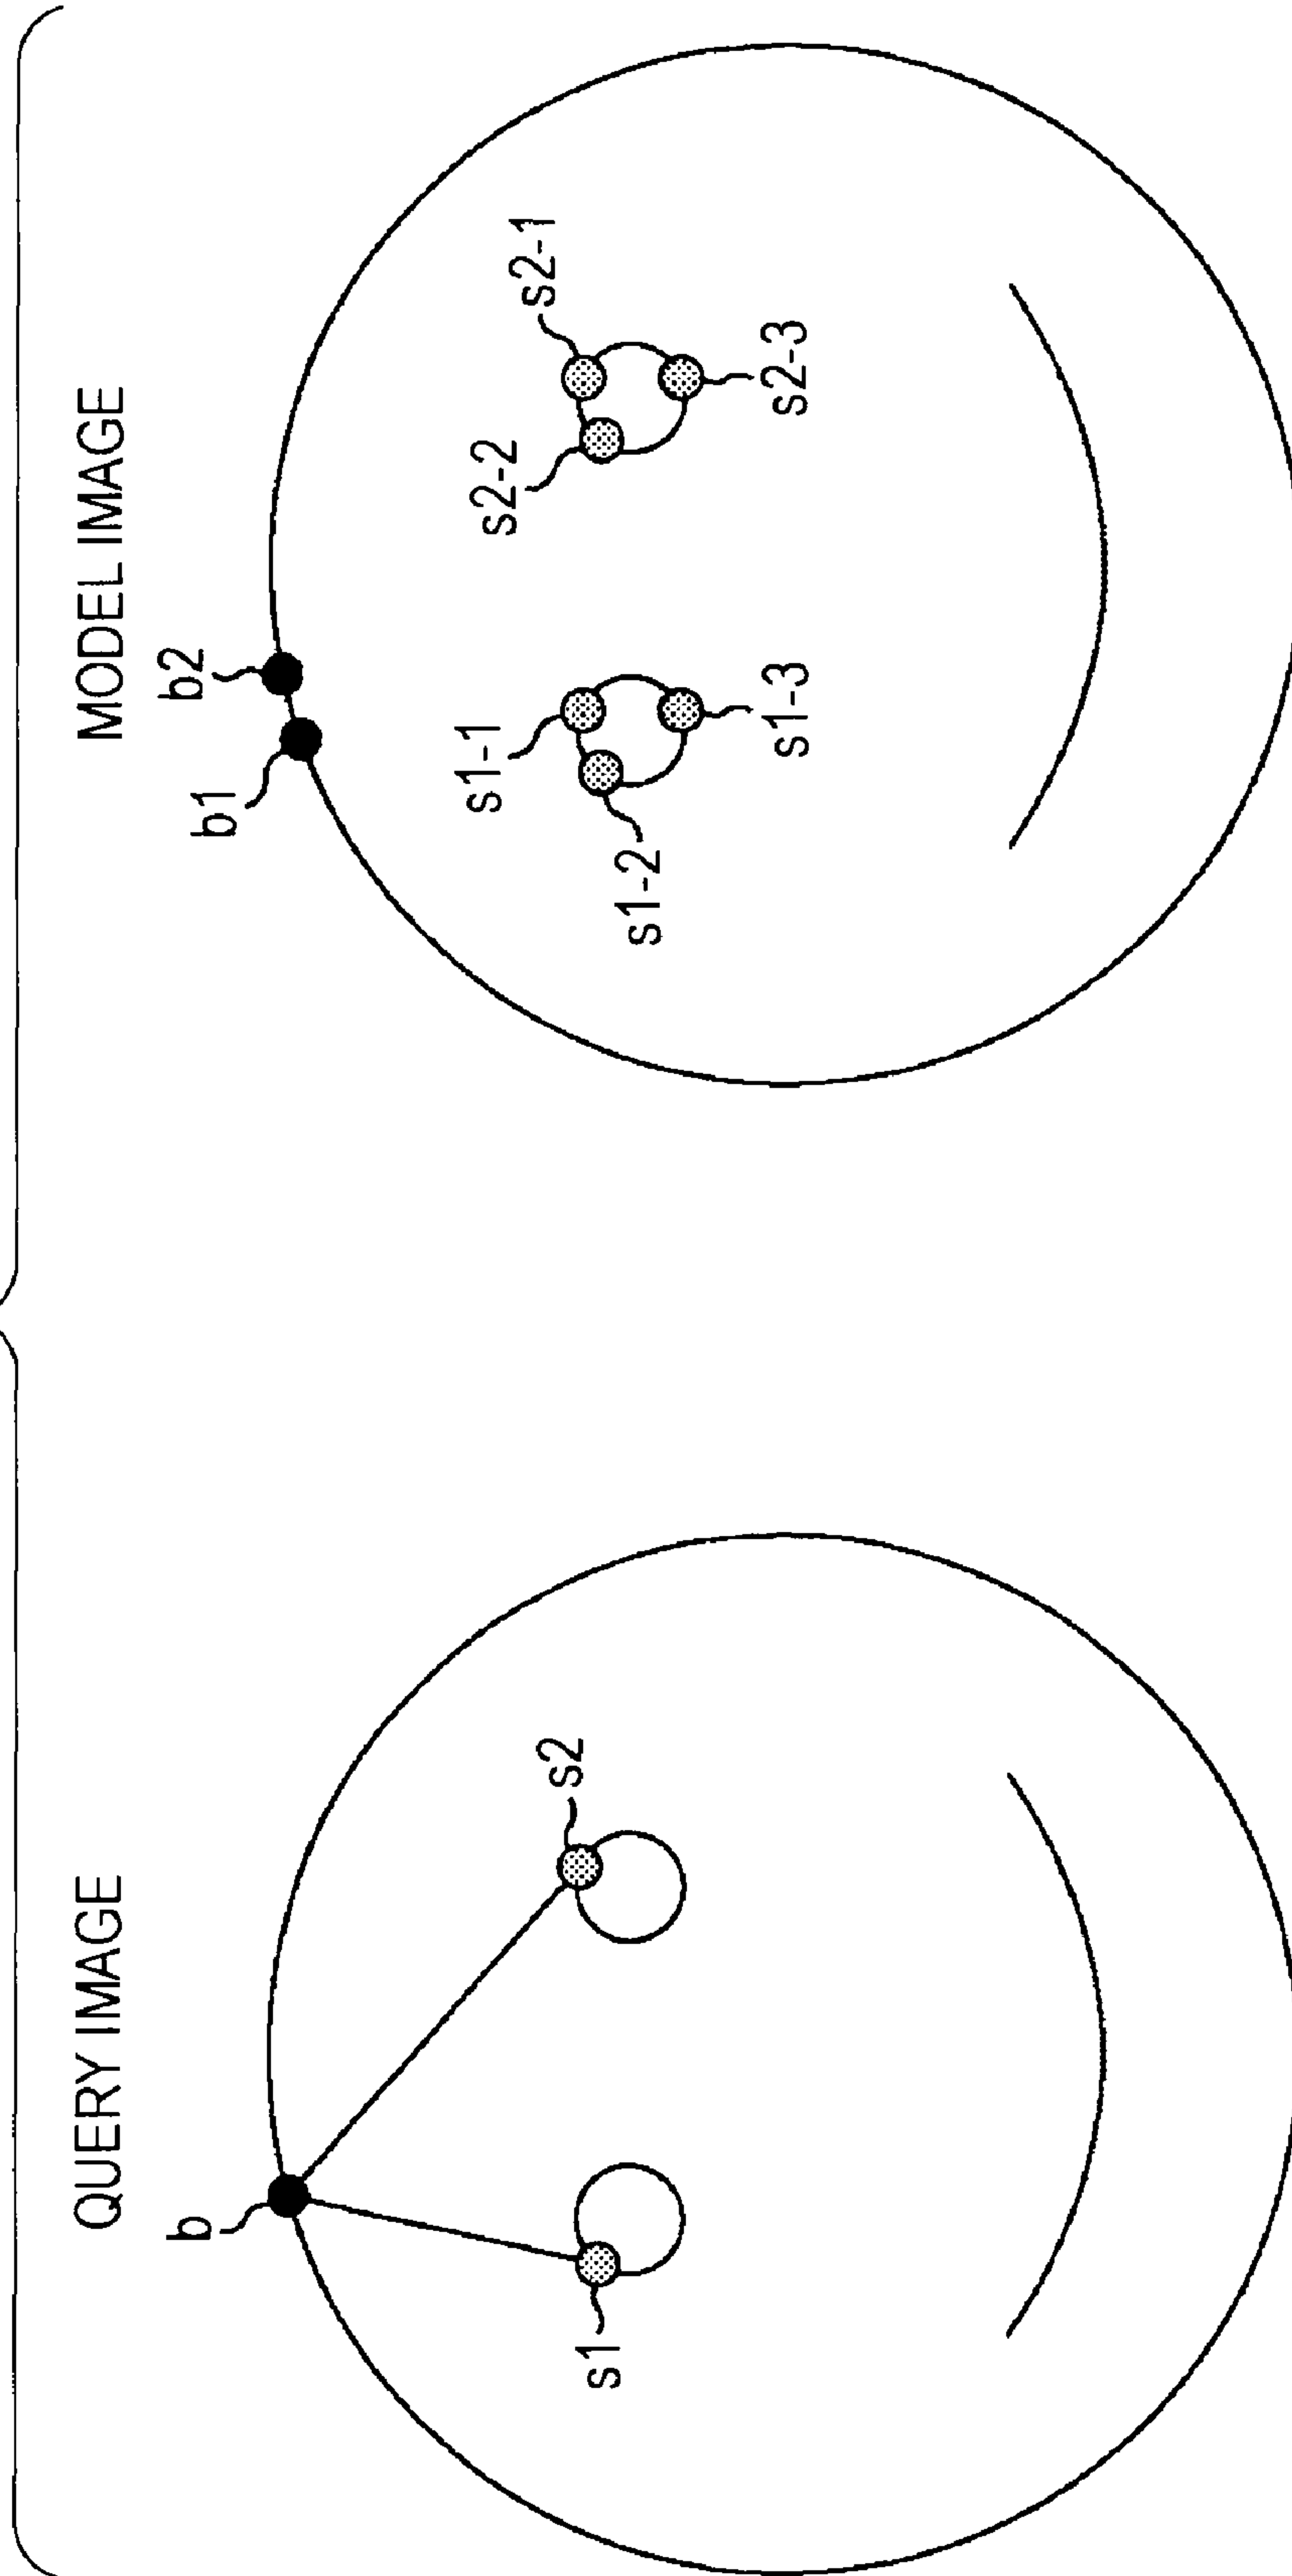 QUERY IMAGE
b
s1
s2
MODEL IMAGE
b1
b2
s1-1
s1-2
s1-3
s2-1
s2-2
s2-3